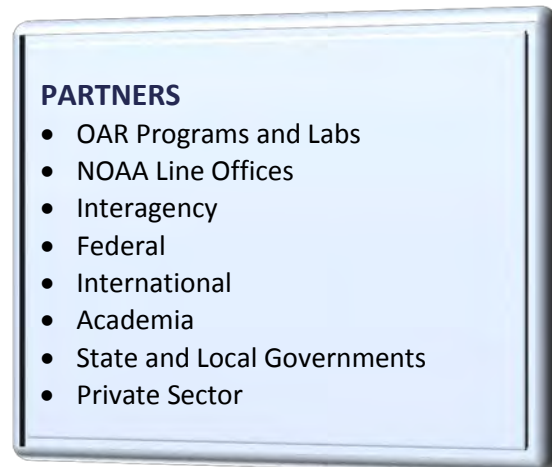 PARTNERS
• OAR Programs and Labs
• NOAA Line Offices
• Interagency
• Federal
• International
• Academia
• State and Local Governments
• Private Sector